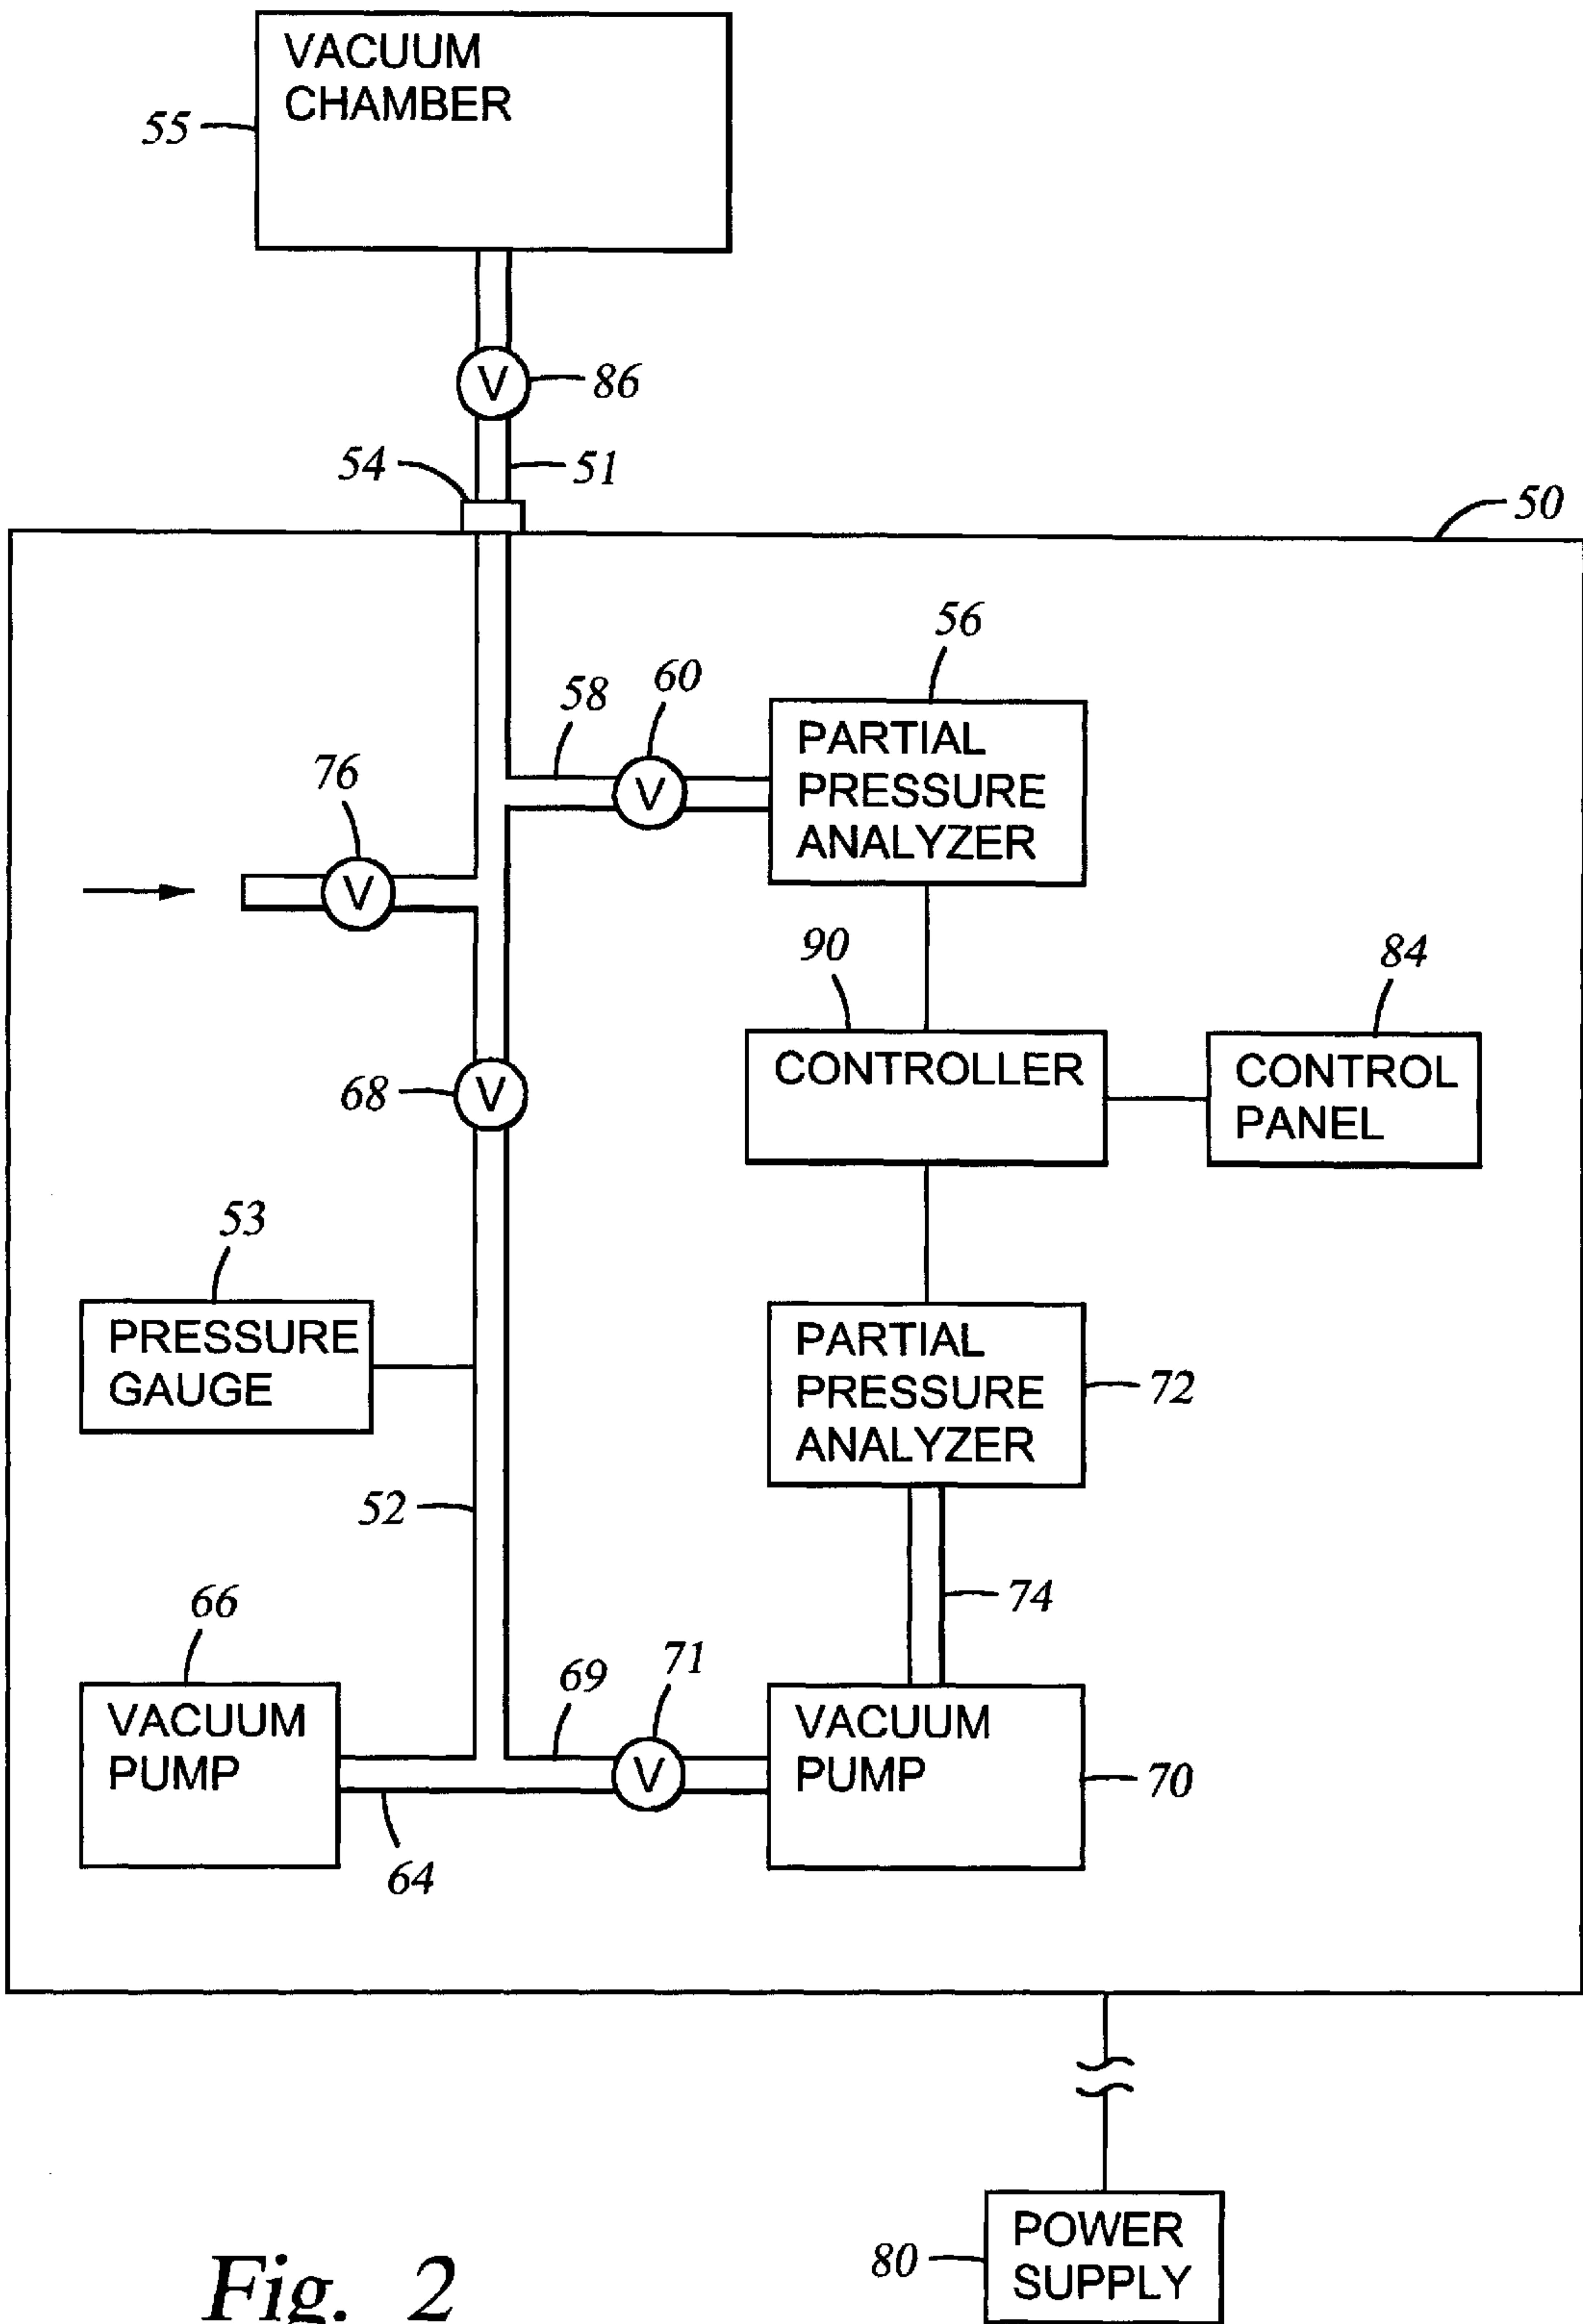 VACUUM
CHAMBER
55
V
86
54
51
50
56
58
60
PARTIAL
PRESSURE
ANALYZER
V
76
V
90
84
CONTROLLER
CONTROL
PANEL
68
V
53
PRESSURE
GAUGE
PARTIAL
PRESSURE
ANALYZER
72
52
74
66
69
71
VACUUM
PUMP
V
VACUUM
PUMP
70
64
POWER
SUPPLY
80
Fig. 2